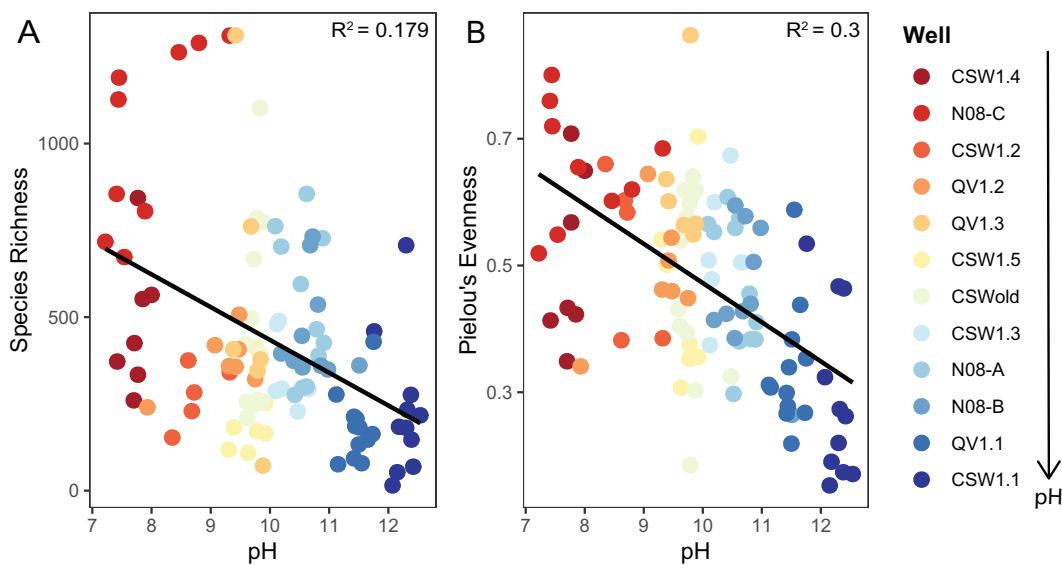 A
R² = 0.179
Species Richness
1000
500
0
7 8 9 10 11 12
pH
B
R² = 0.3
Pielou's Evenness
0.7
0.5
0.3
7 8 9 10 11 12
pH
Well
CSW1.4
N08-C
CSW1.2
QV1.2
QV1.3
CSW1.5
CSWold
CSW1.3
N08-A
N08-B
QV1.1
CSW1.1
pH